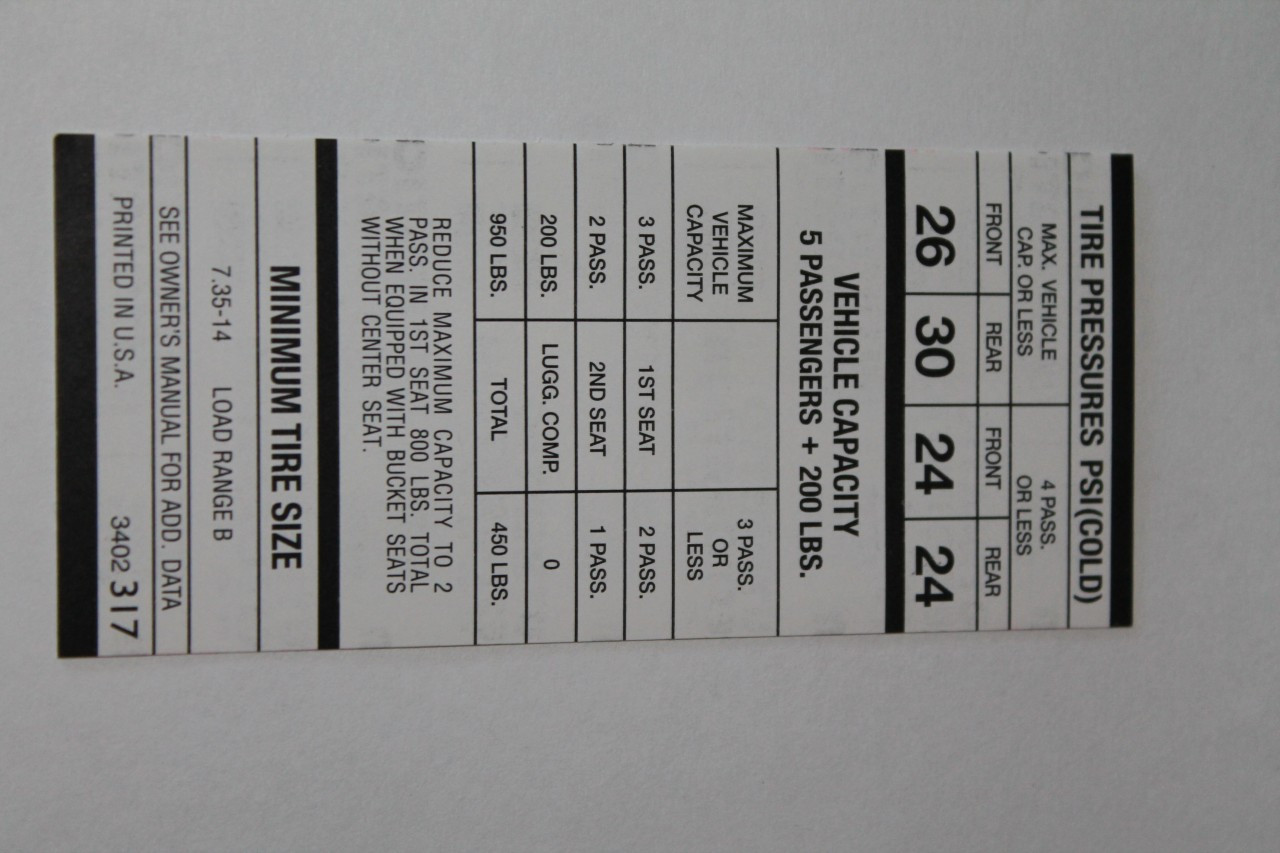 TIRE PRESSURES PSI (COLD)
MAX. VEHICLE 4 PASS.
CAP. OR LESS OR LESS
FRONT REAR FRONT REAR
26 30 24 24
VEHICLE CAPACITY
5 PASSENGERS + 200 LBS.
MAXIMUM 3 PASS.
VEHICLE OR
CAPACITY LESS
3 PASS. 1ST SEAT 2 PASS.
2 PASS. 2ND SEAT 1 PASS.
200 LBS. LUGG. COMP. 0
950 LBS. TOTAL 450 LBS.
REDUCE MAXIMUM CAPACITY TO 2
PASS. IN 1ST SEAT 800 LBS. TOTAL
WHEN EQUIPPED WITH BUCKET SEATS
WITHOUT CENTER SEAT.
MINIMUM TIRE SIZE
7.35-14 LOAD RANGE B
SEE OWNER'S MANUAL FOR ADD. DATA
PRINTED IN U.S.A. 3402317